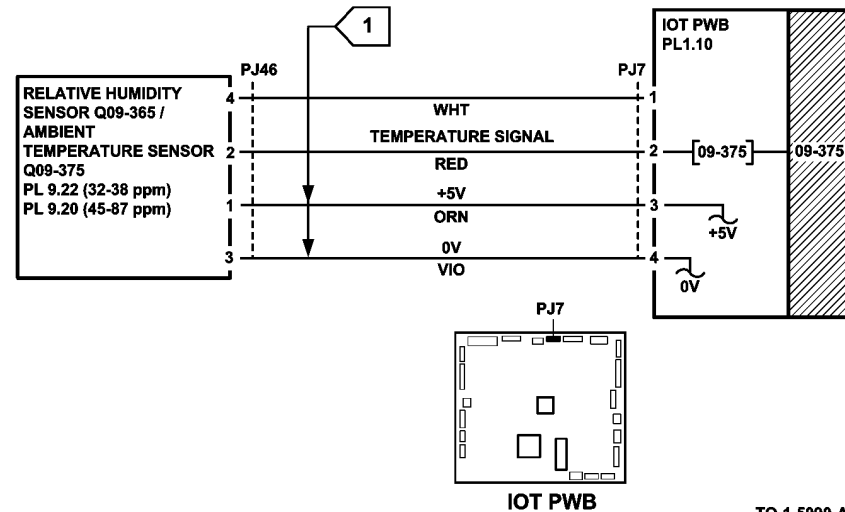 1
IOT PWB
PL1.10
PJ46
PJ7
RELATIVE HUMIDITY
SENSOR Q09-365 /
AMBIENT
TEMPERATURE SENSOR
Q09-375
PL 9.22 (32-38 ppm)
PL 9.20 (45-87 ppm)
4
WHT
1
TEMPERATURE SIGNAL
2
RED
2
09-375
09-375
+5V
1
ORN
3
+5V
0V
3
VIO
4
0V
PJ7
IOT PWB